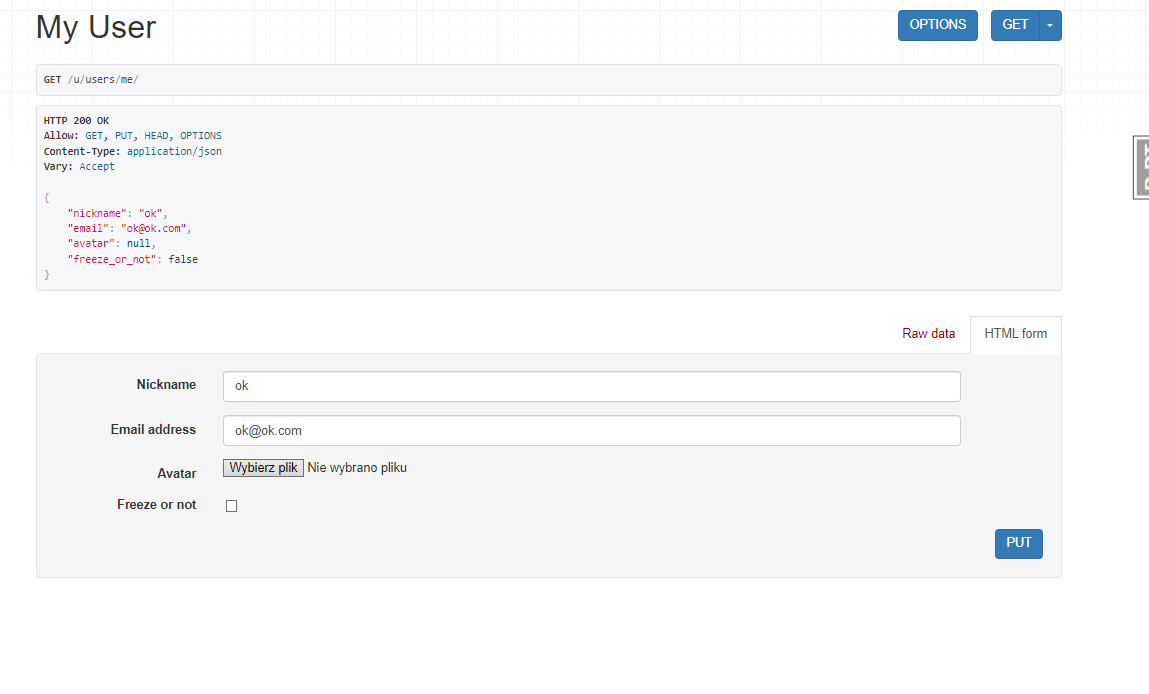 My User
OPTIONS
GET
GET /u/users/me/
HTTP 200 OK
Allow: GET, PUT, HEAD, OPTIONS
Content-Type: application/json
Vary: Accept
{
"nickname": "ok",
"email": "ok@ok.com",
"avatar": null,
"freeze_or_not": false
}
Raw data
HTML form
Nickname
ok
Email address
ok@ok.com
Avatar
Wybierz plik Nie wybrano pliku
Freeze or not
PUT